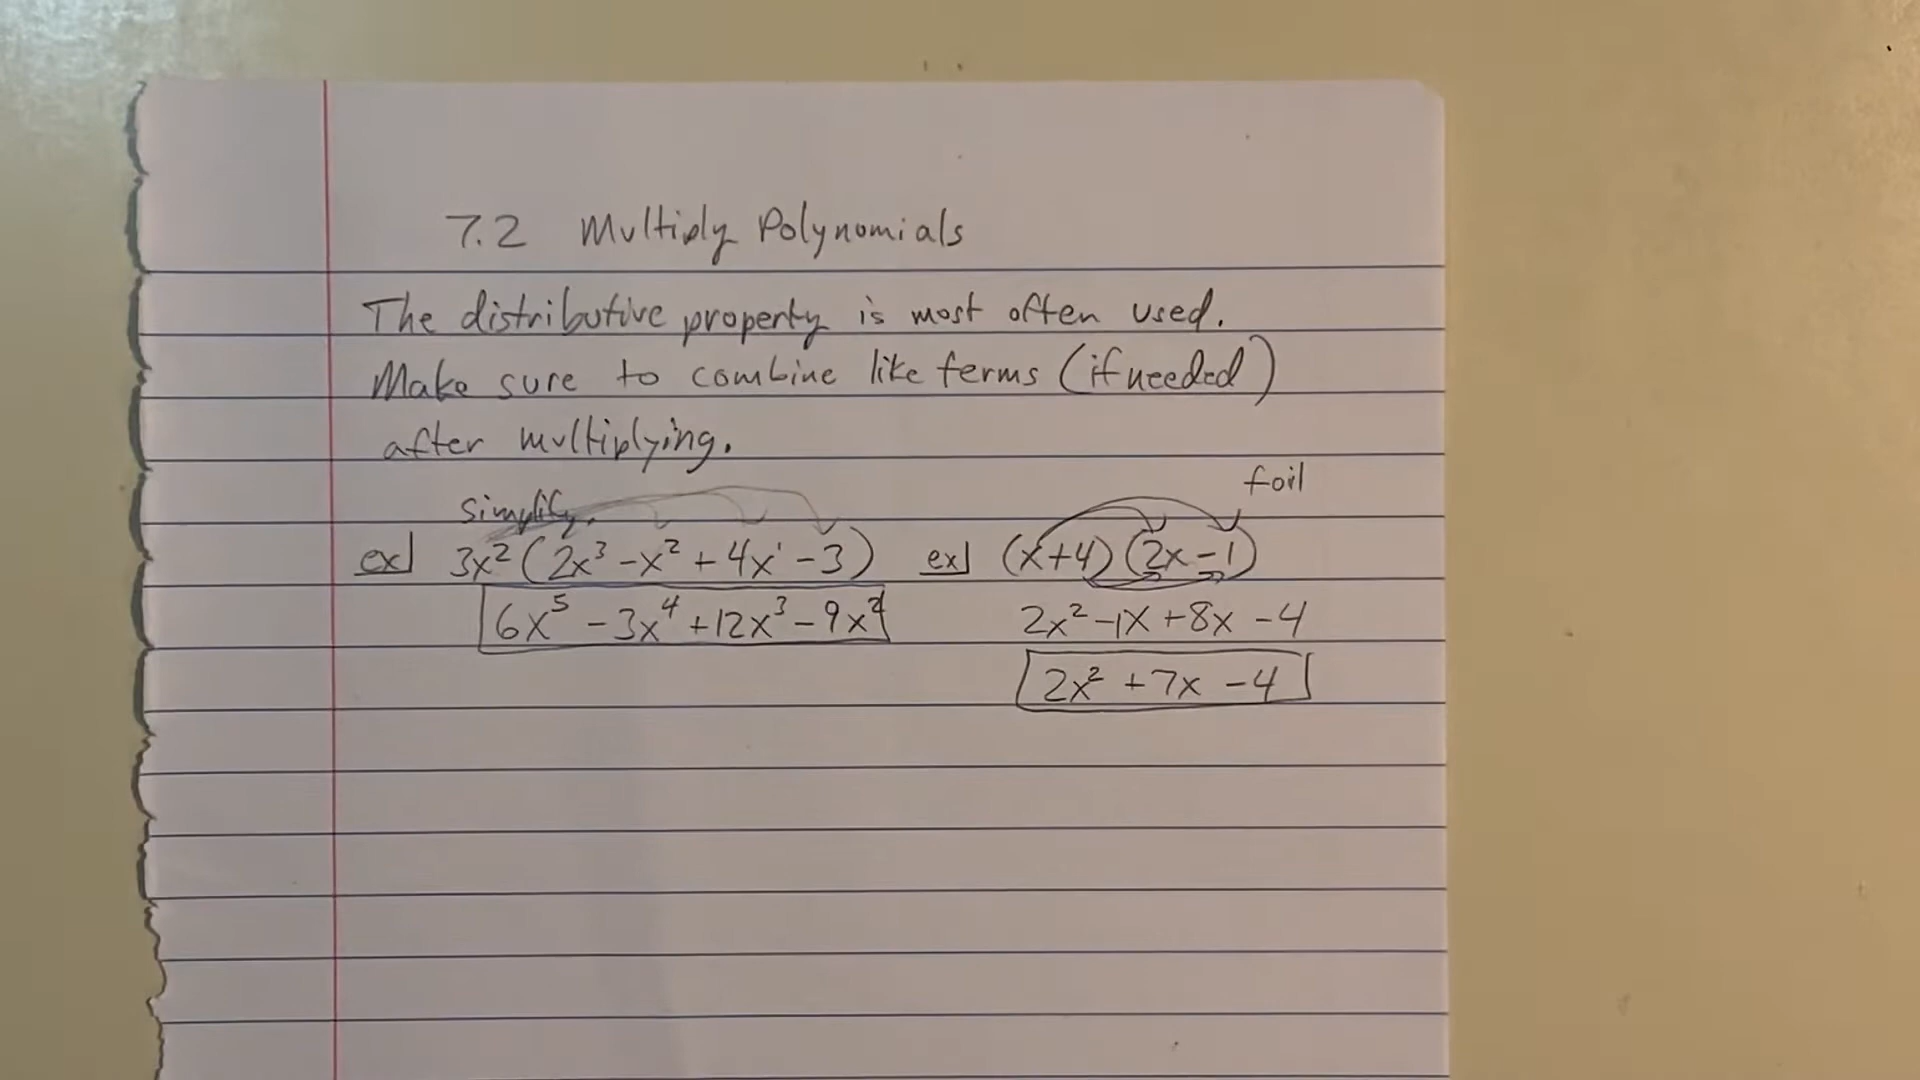 7.2 Multiply Polynomials
The distributive property is most often used.
Make sure to combine like terms (if needed)
after multiplying.
simplify.
foil
ex] 3x² (2x³ - x² + 4x¹ - 3)
ex] (x+4)(2x-1)
6x⁵ - 3x⁴ + 12x³ - 9x²
2x² - 1x + 8x - 4
2x² + 7x - 4